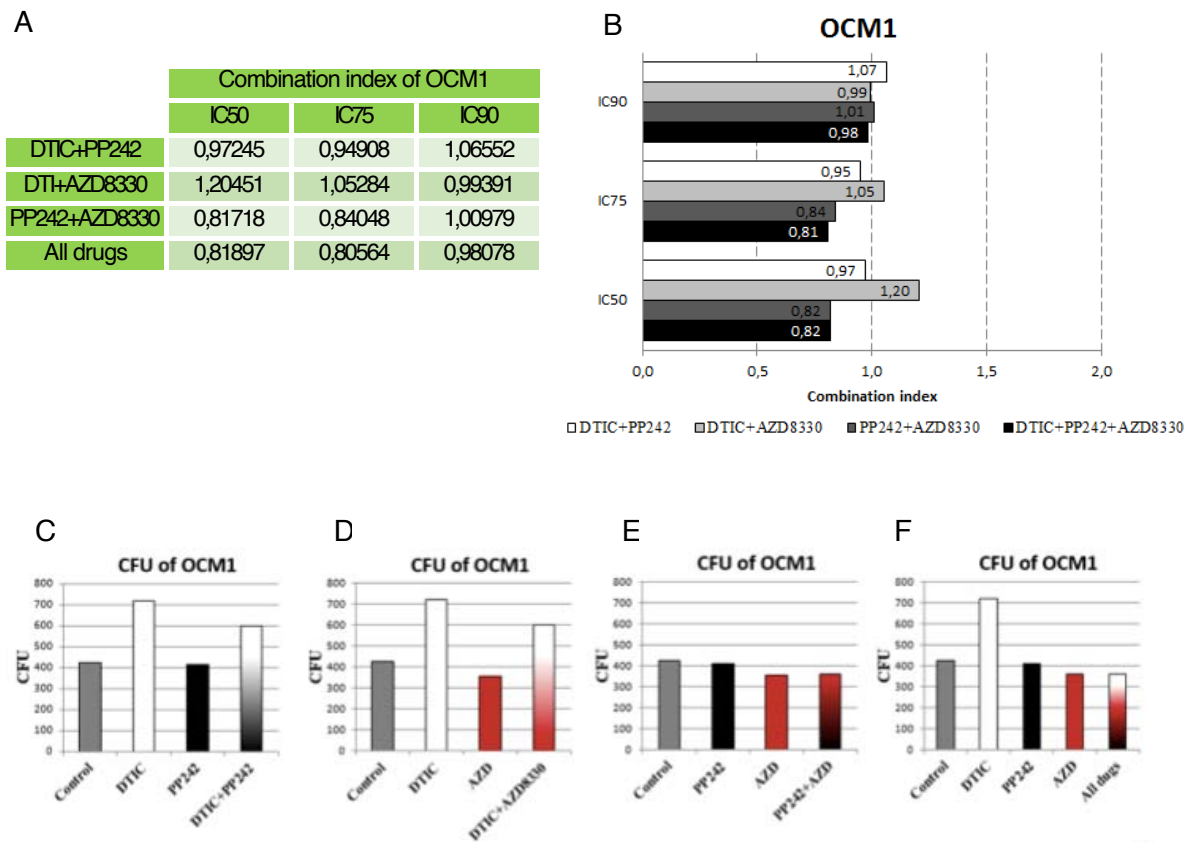 A
Combination index of OCM1
IC50 IC75 IC90
DTIC+PP242 0,97245 0,94908 1,06552
DTI+AZD8330 1,20451 1,05284 0,99391
PP242+AZD8330 0,81718 0,84048 1,00979
All drugs 0,81897 0,80564 0,98078
B
OCM1
IC90
1,07
0,99
1,01
0,98
IC75
0,95
1,05
0,84
0,81
IC50
0,97
1,20
0,82
0,82
0,0 0,5 1,0 1,5 2,0
Combination index
DTIC+PP242 DTIC+AZD8330 PP242+AZD8330 DTIC+PP242+AZD8330
C
CFU of OCM1
CFU
800
700
600
500
400
300
200
100
0
Control DTIC PP242 DTIC+PP242
D
CFU of OCM1
CFU
800
700
600
500
400
300
200
100
0
Control DTIC AZD DTIC+AZD8330
E
CFU of OCM1
CFU
800
700
600
500
400
300
200
100
0
Control PP242 AZD PP242+AZD
F
CFU of OCM1
CFU
800
700
600
500
400
300
200
100
0
Control DTIC PP242 AZD All dugs